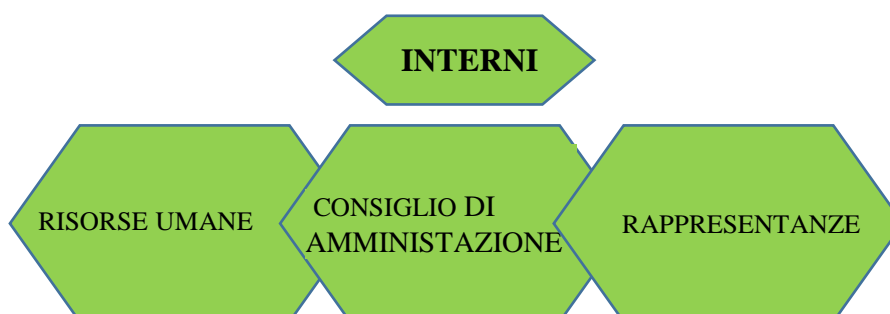 INTERNI
RISORSE UMANE
CONSIGLIO DI
AMMINISTAZIONE
RAPPRESENTANZE